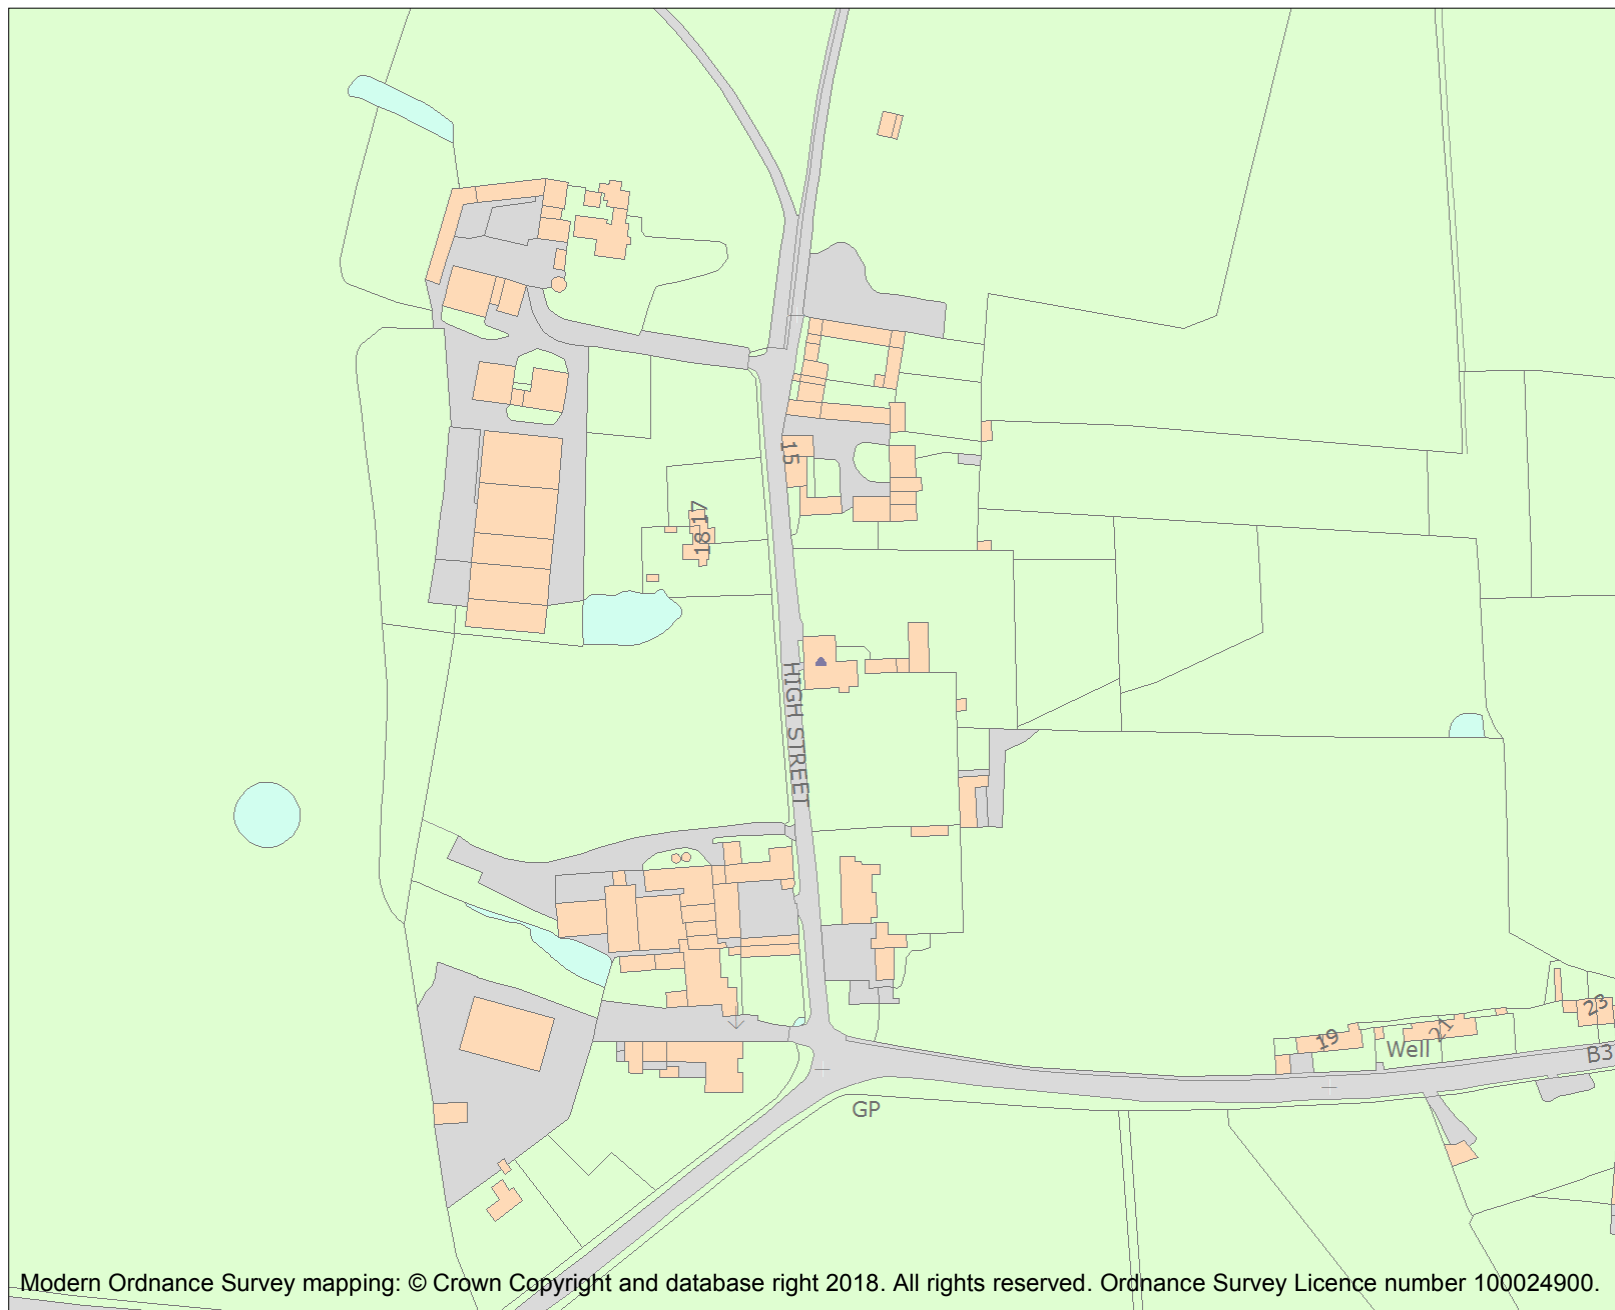 15
17
18
HIGH STREET
23
19
21
Well
B3
GP
Modern Ordnance Survey mapping: © Crown Copyright and database right 2018. All rights reserved. Ordnance Survey Licence number 100024900.